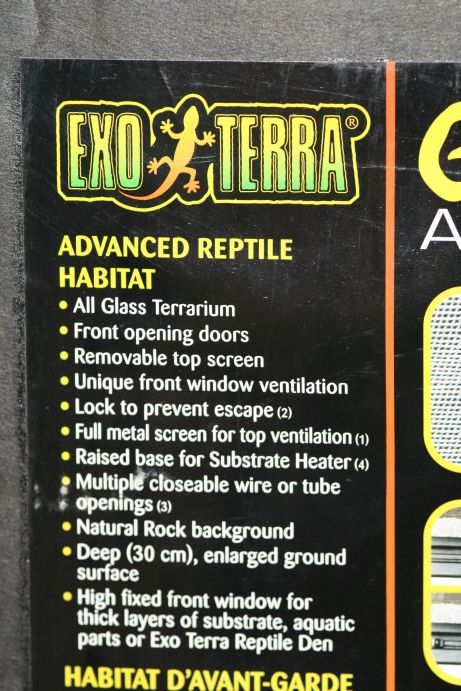 EXO TERRA®
ADVANCED REPTILE
HABITAT
• All Glass Terrarium
• Front opening doors
• Removable top screen
• Unique front window ventilation
• Lock to prevent escape (2)
• Full metal screen for top ventilation (1)
• Raised base for Substrate Heater (4)
• Multiple closeable wire or tube
openings (3)
• Natural Rock background
• Deep (30 cm), enlarged ground
surface
• High fixed front window for
thick layers of substrate, aquatic
parts or Exo Terra Reptile Den
HABITAT D'AVANT-GARDE
A